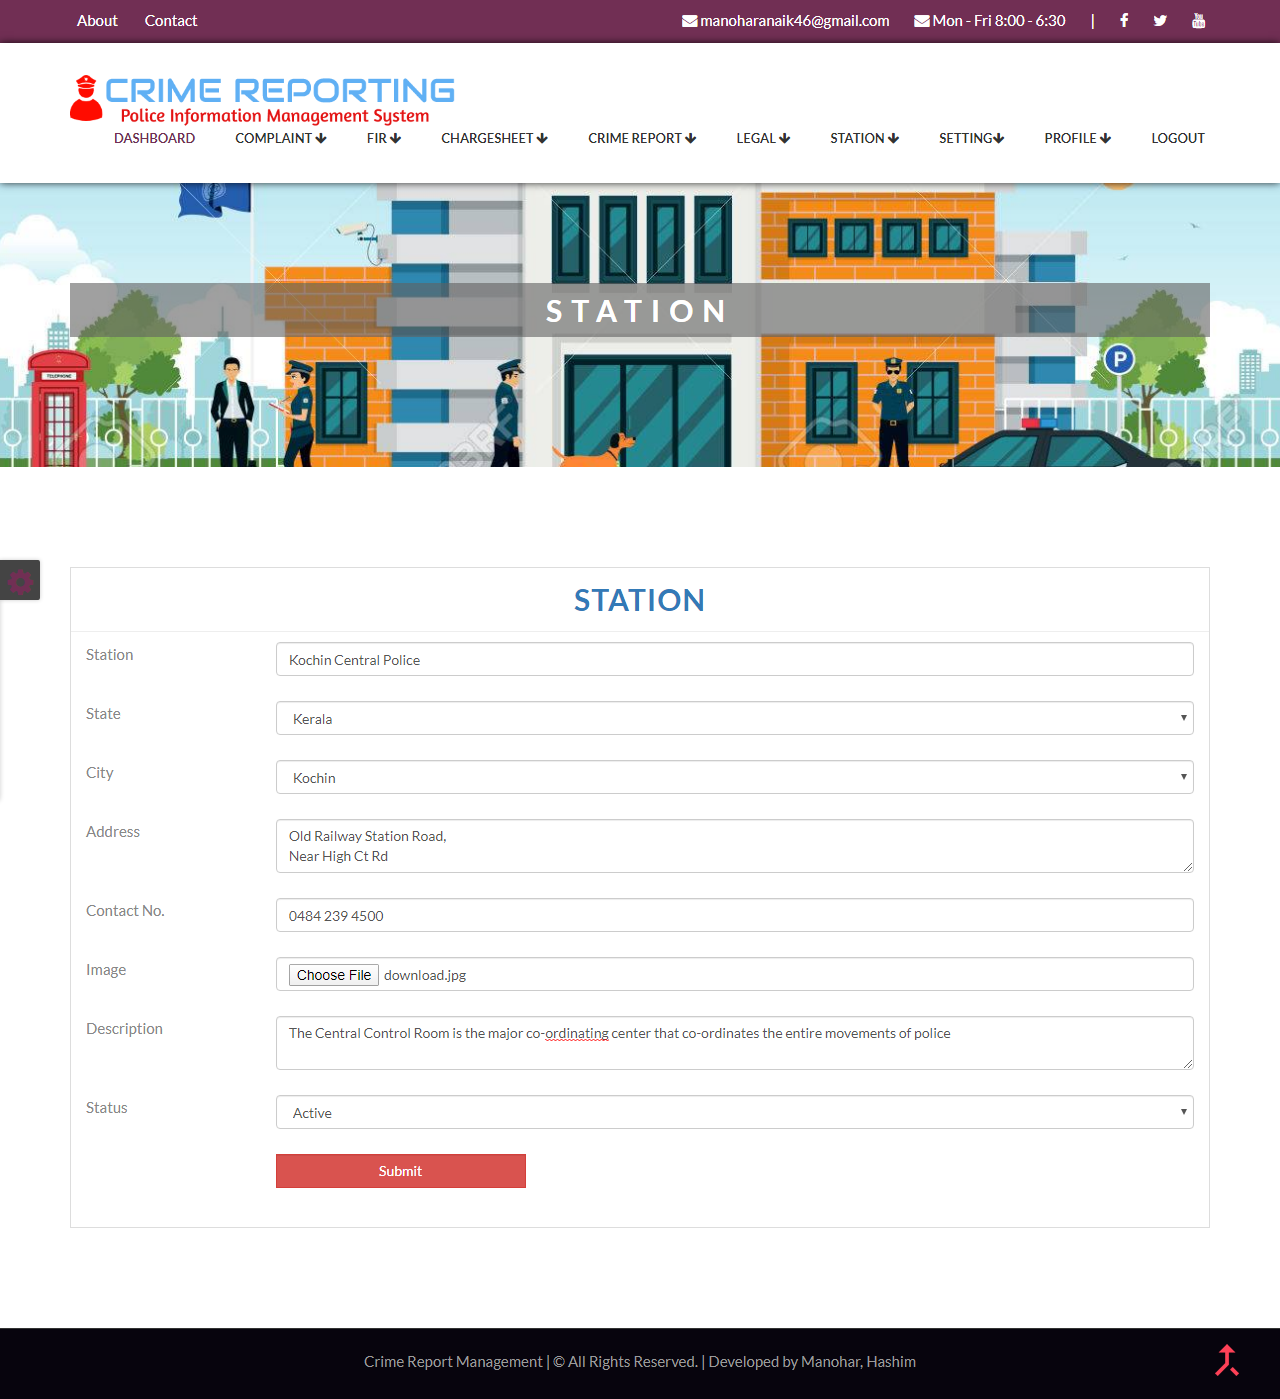 About Contact manoharanaik46@gmail.com Mon - Fri 8:00 - 6:30 |
CRIME REPORTING
Police Information Management System
DASHBOARD COMPLAINT FIR CHARGESHEET CRIME REPORT LEGAL STATION SETTING PROFILE LOGOUT
STATION
TELEPHONE
P
STATION
Station Kochin Central Police
State Kerala
City Kochin
Address Old Railway Station Road,
Near High Ct Rd
Contact No. 0484 239 4500
Image Choose File download.jpg
Description The Central Control Room is the major co-ordinating center that co-ordinates the entire movements of police
Status Active
Submit
Crime Report Management | © All Rights Reserved. | Developed by Manohar, Hashim